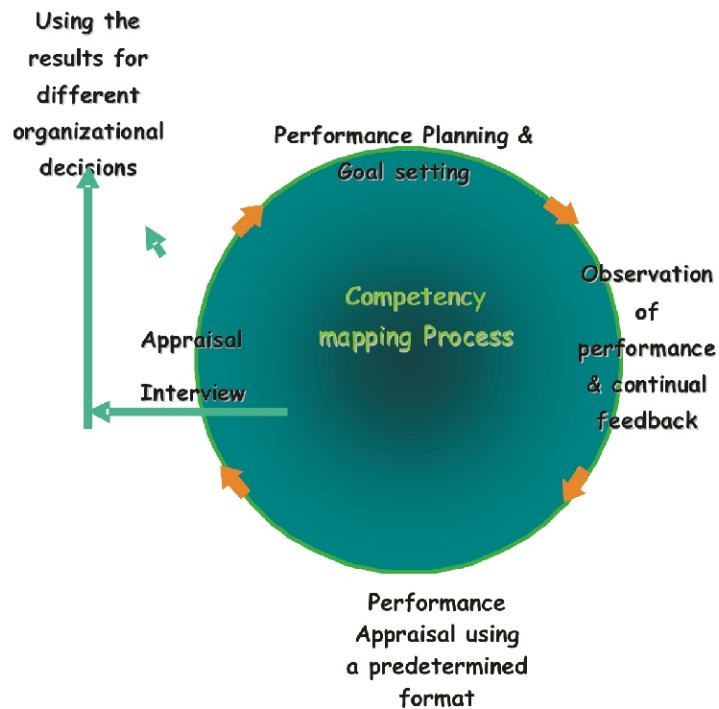 Using the
results for
different
organizational
decisions
Performance Planning &
Goal setting
Competency
mapping Process
Observation
of
performance
& continual
feedback
Appraisal
Interview
Performance
Appraisal using
a predetermined
format